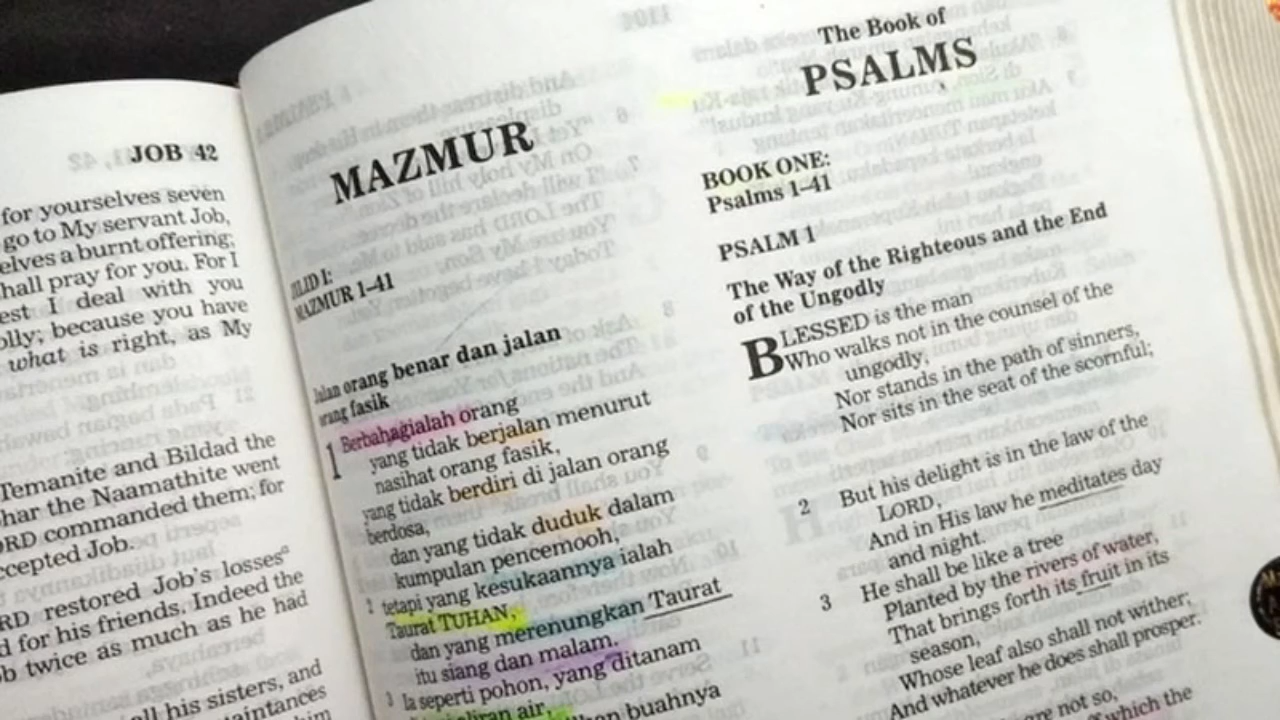 JOB 42
for yourselves seven
go to My servant Job,
elves a burnt offering;
hall pray for you. For I
est I deal with you
olly; because you have
what is right, as My
Temanite and Bildad the
har the Naamathite went
ORD commanded them; for
ccepted Job.
RD restored Job's losses
d for his friends. Indeed the
b twice as much as he had
all his sisters, and
aintances
him
MAZMUR
JILID I:
MAZMUR 1–41
Jalan orang benar dan jalan
orang fasik
1 Berbahagialah orang
yang tidak berjalan menurut
nasihat orang fasik,
yang tidak berdiri di jalan orang
berdosa,
dan yang tidak duduk dalam
kumpulan pencemooh,
2 tetapi yang kesukaannya ialah
Taurat TUHAN,
dan yang merenungkan Taurat
itu siang dan malam.
3 Ia seperti pohon, yang ditanam
aliran air,
buahnya
The Book of
PSALMS
BOOK ONE:
Psalms 1–41
PSALM 1
The Way of the Righteous and the End
of the Ungodly
BLESSED is the man
Who walks not in the counsel of the
ungodly,
Nor stands in the path of sinners,
Nor sits in the seat of the scornful;
2 But his delight is in the law of the
LORD,
And in His law he meditates day
and night.
3 He shall be like a tree
Planted by the rivers of water,
That brings forth its fruit in its
season,
Whose leaf also shall not wither;
And whatever he does shall prosper.
are not so,
which the